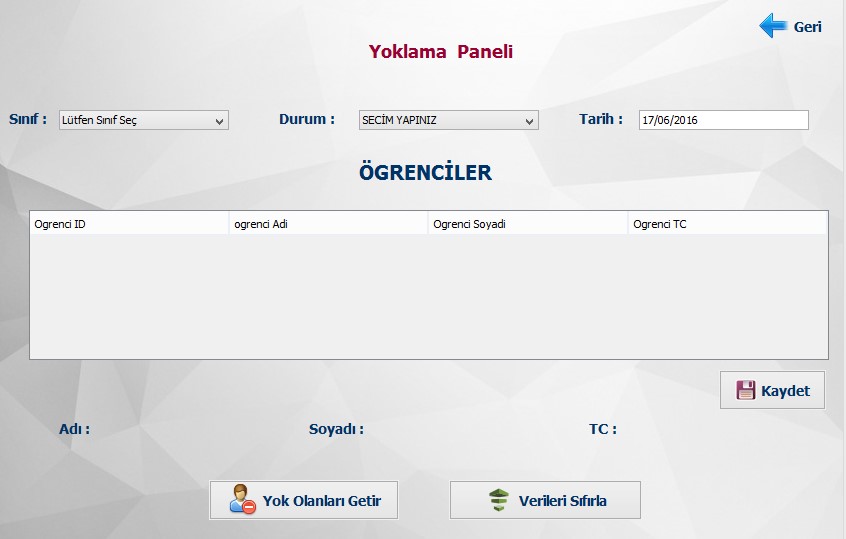 Geri
Yoklama Paneli
Sınıf : Lütfen Sınıf Seç Durum : SECİM YAPINIZ Tarih : 17/06/2016
ÖGRENCİLER
Ogrenci ID ogrenci Adi Ogrenci Soyadi Ogrenci TC
Kaydet
Adı : Soyadı : TC :
Yok Olanları Getir Verileri Sıfırla